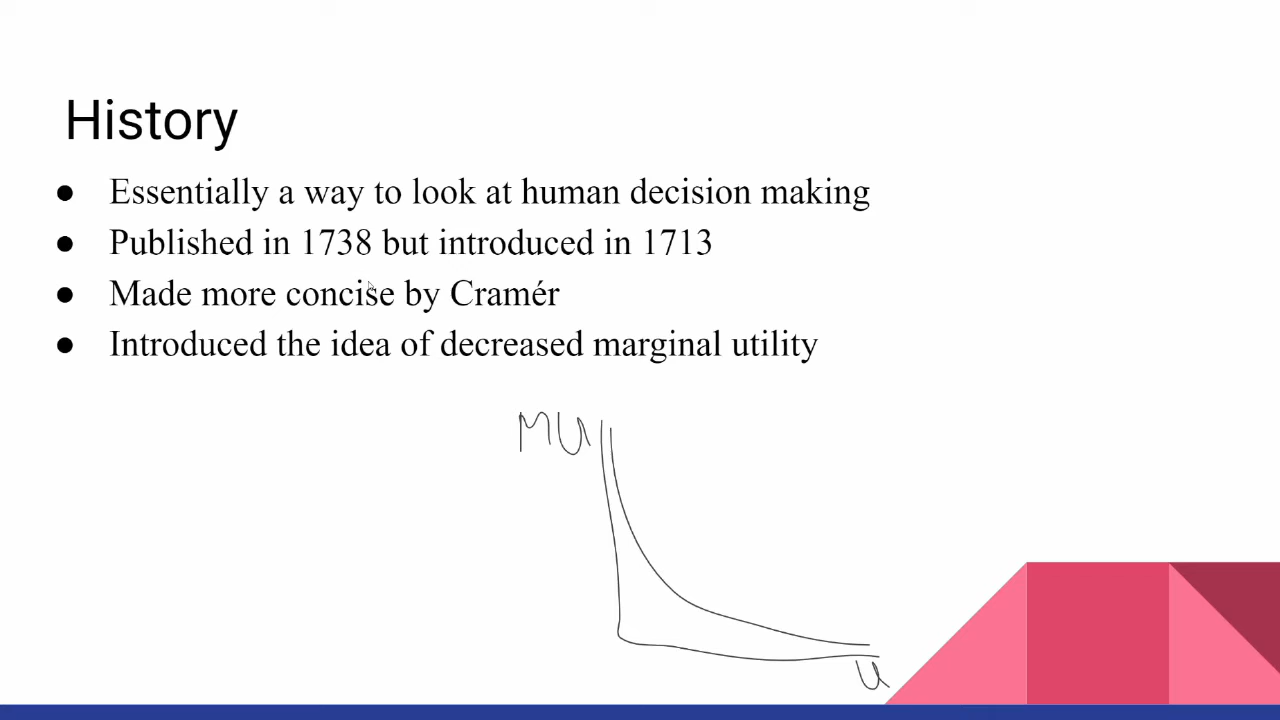 History
● Essentially a way to look at human decision making
● Published in 1738 but introduced in 1713
● Made more concise by Cramér
● Introduced the idea of decreased marginal utility
MU
u